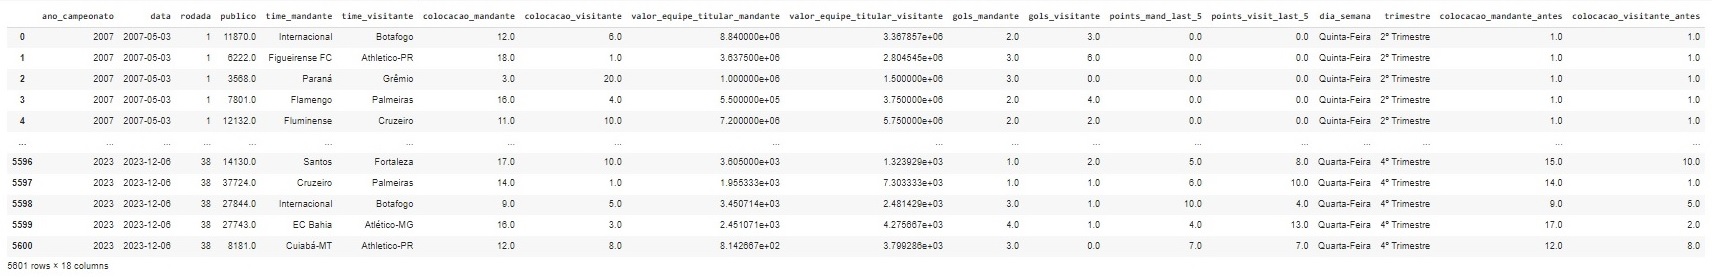 ano_campeonato data rodada publico time_mandante time_visitante colocacao_mandante colocacao_visitante valor_equipe_titular_mandante valor_equipe_titular_visitante gols_mandante gols_visitante points_mand_last_5 points_visit_last_5 dia_semana trimestre colocacao_mandante_antes colocacao_visitante_antes
0 2007 2007-05-03 1 11870.0 Internacional Botafogo 12.0 6.0 8.840000e+06 3.367857e+06 2.0 3.0 0.0 0.0 Quinta-Feira 2° Trimestre 1.0 1.0
1 2007 2007-05-03 1 6222.0 Figueirense FC Athletico-PR 18.0 1.0 3.637500e+06 2.804545e+06 3.0 6.0 0.0 0.0 Quinta-Feira 2° Trimestre 1.0 1.0
2 2007 2007-05-03 1 3568.0 Paraná Grêmio 3.0 20.0 1.000000e+06 1.500000e+06 3.0 0.0 0.0 0.0 Quinta-Feira 2° Trimestre 1.0 1.0
3 2007 2007-05-03 1 7801.0 Flamengo Palmeiras 16.0 4.0 5.500000e+05 3.750000e+06 2.0 4.0 0.0 0.0 Quinta-Feira 2° Trimestre 1.0 1.0
4 2007 2007-05-03 1 12132.0 Fluminense Cruzeiro 11.0 10.0 7.200000e+06 5.750000e+06 2.0 2.0 0.0 0.0 Quinta-Feira 2° Trimestre 1.0 1.0
... ... ... ... ... ... ... ... ... ... ... ... ... ... ... ... ... ... ...
5596 2023 2023-12-06 38 14130.0 Santos Fortaleza 17.0 10.0 3.605000e+03 1.323929e+03 1.0 2.0 5.0 8.0 Quarta-Feira 4° Trimestre 15.0 10.0
5597 2023 2023-12-06 38 37724.0 Cruzeiro Palmeiras 14.0 1.0 1.955333e+03 7.303333e+03 1.0 1.0 6.0 10.0 Quarta-Feira 4° Trimestre 14.0 1.0
5598 2023 2023-12-06 38 27844.0 Internacional Botafogo 9.0 5.0 3.450714e+03 2.481429e+03 3.0 1.0 10.0 4.0 Quarta-Feira 4° Trimestre 9.0 5.0
5599 2023 2023-12-06 38 27743.0 EC Bahia Atlético-MG 16.0 3.0 2.451071e+03 4.275667e+03 4.0 1.0 4.0 13.0 Quarta-Feira 4° Trimestre 17.0 2.0
5600 2023 2023-12-06 38 8181.0 Cuiabá-MT Athletico-PR 12.0 8.0 8.142667e+02 3.799286e+03 3.0 0.0 7.0 7.0 Quarta-Feira 4° Trimestre 12.0 8.0
5601 rows × 18 columns